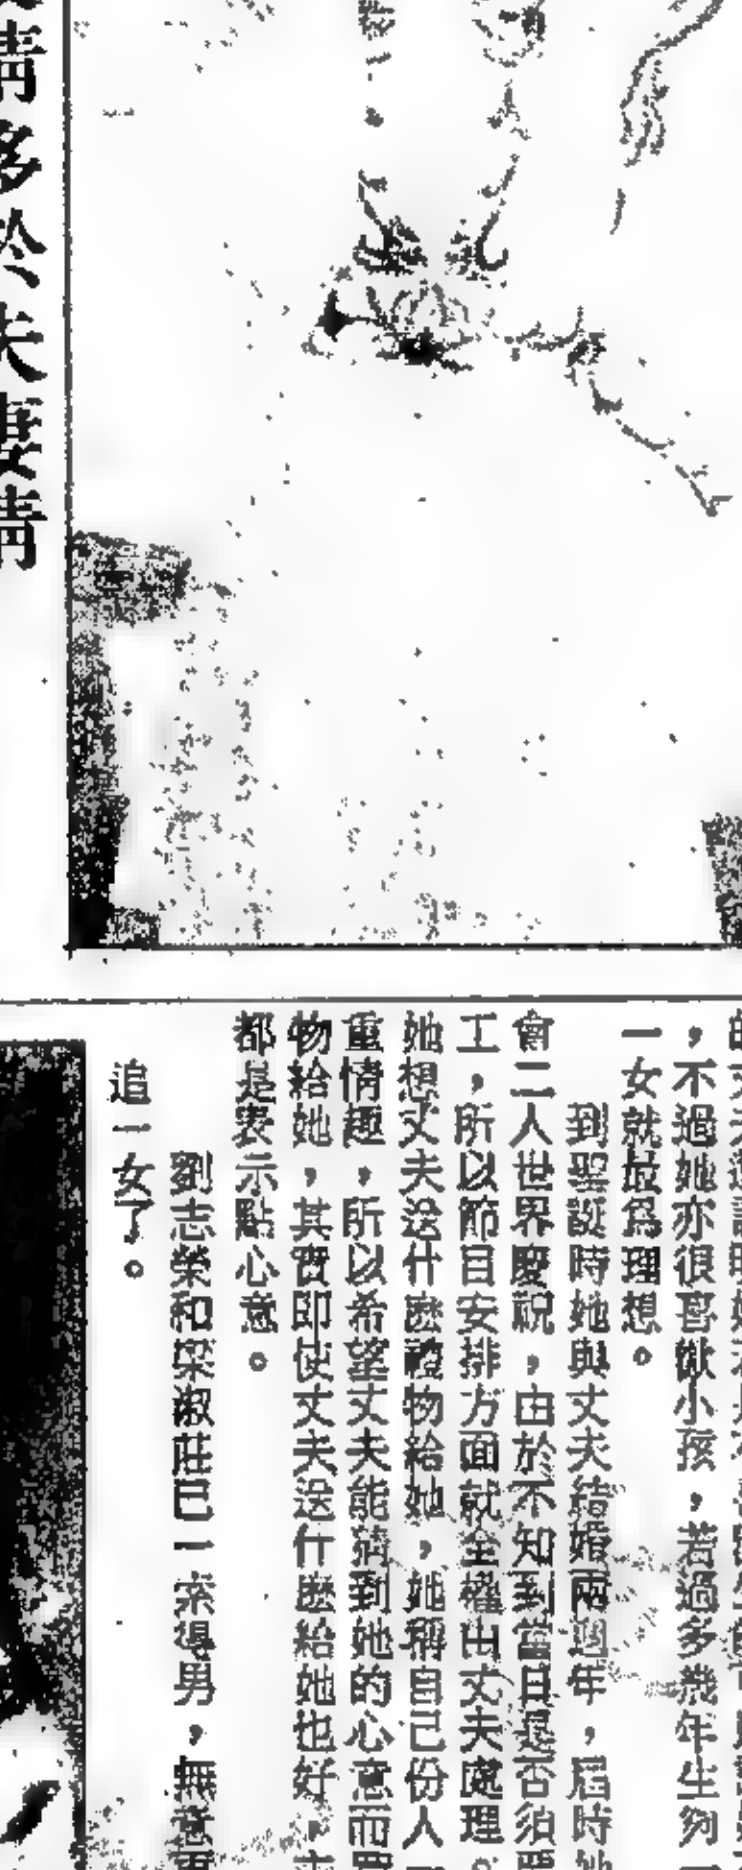 ，不過她亦很喜歡小孩，若過多幾年生夠一
一女就最爲理想。
到聖誕時她與丈夫結婚兩週年，屆時她
會二人世界慶祝，由於不知到當日是否須要
工，所以節目安排方面就全權由丈夫處理。
她想丈夫送什麽禮物給她，她稱自己份人一
重情趣，所以希望丈夫能猜到她的心意而買
物給她，其實即使丈夫送什麽給她也好，
都是表示點心意。
劉志榮和梁淑莊已一索得男，無意再
追一女了。
情多於夫妻情